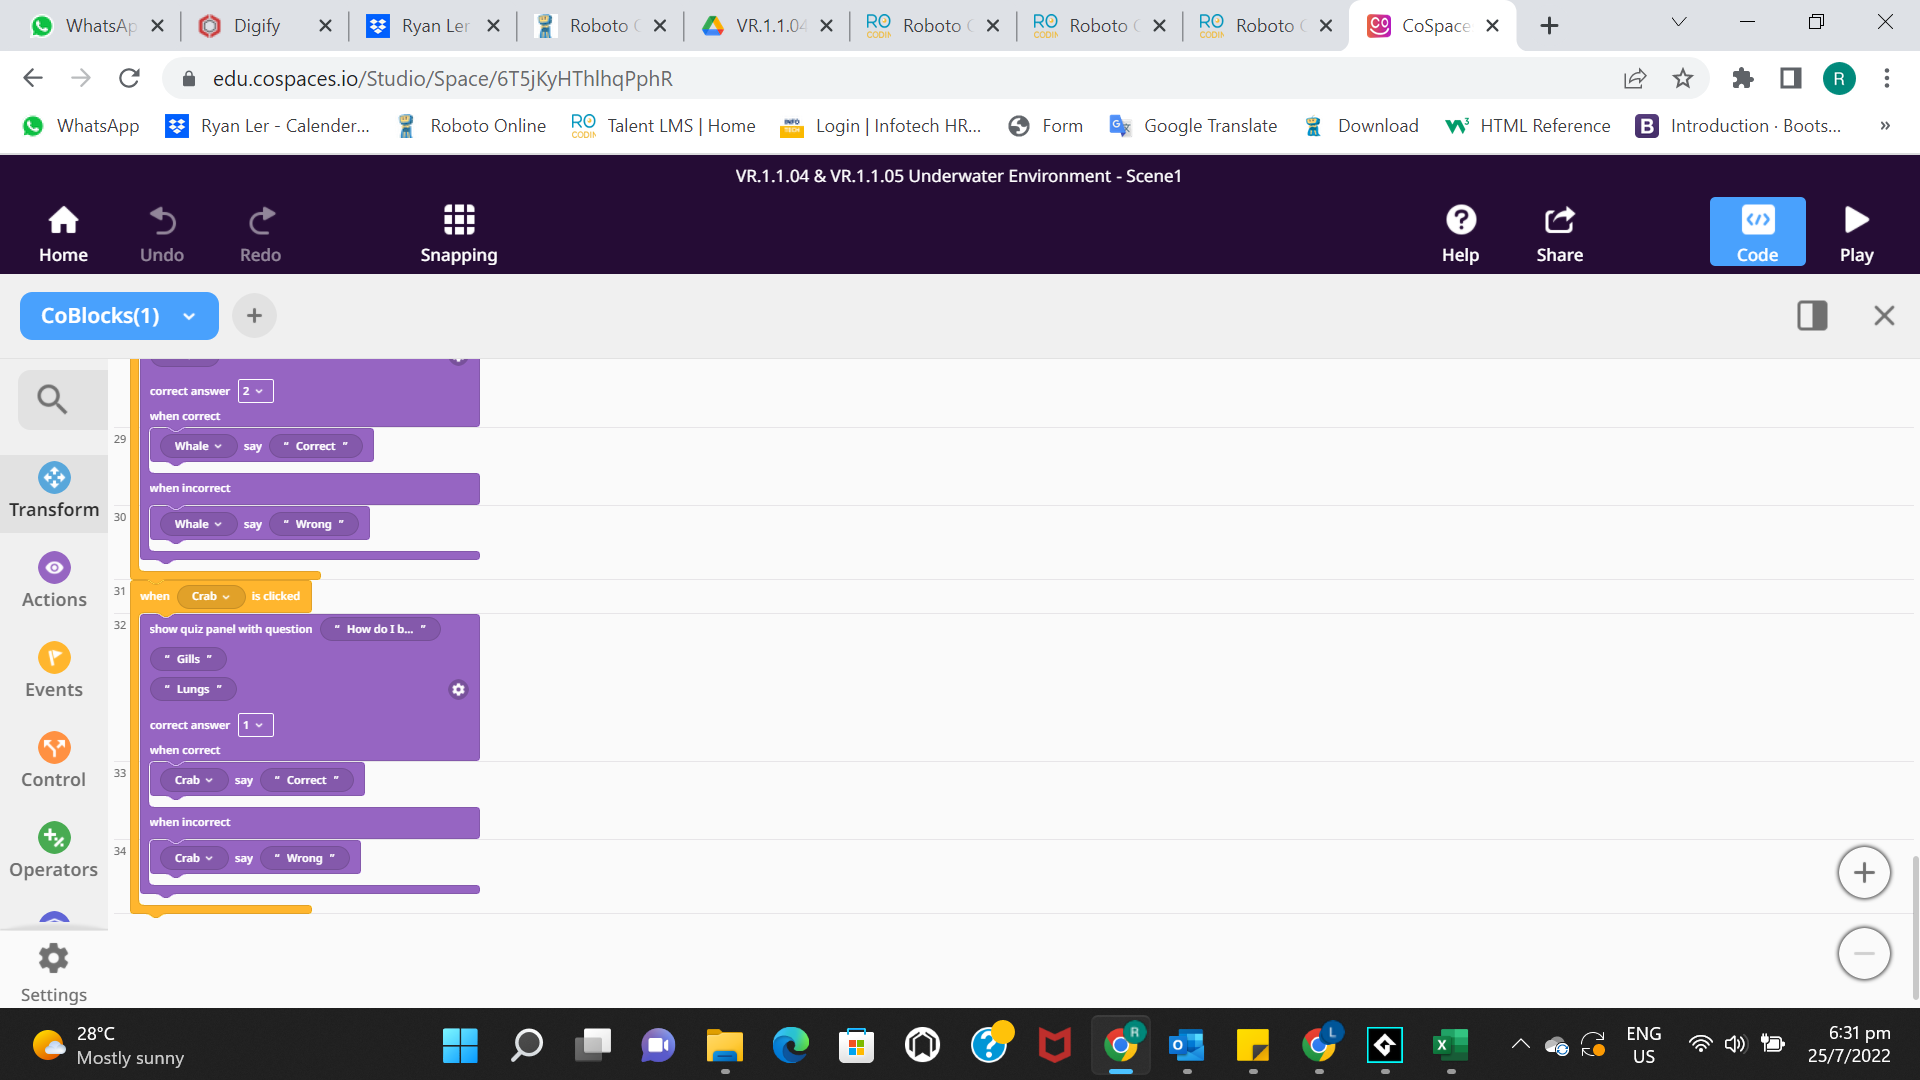 WhatsAp
Digify
Ryan Ler
Roboto
VR.1.1.04
Roboto
Roboto
Roboto
CoSpace
edu.cospaces.io/Studio/Space/6T5jKyHThlhqPphR
R
WhatsApp
Ryan Ler - Calender...
Roboto Online
Talent LMS | Home
Login | Infotech HR...
Form
Google Translate
Download
HTML Reference
Introduction · Boots...
»
VR.1.1.04 & VR.1.1.05 Underwater Environment - Scene1
Home
Undo
Redo
Snapping
Help
Share
Code
Play
CoBlocks(1)
Transform
Actions
Events
Control
Operators
Settings
correct answer 2
when correct
29 Whale say “ Correct ”
when incorrect
30 Whale say “ Wrong ”
31 when Crab is clicked
32 show quiz panel with question “ How do I b... ”
“ Gills ”
“ Lungs ”
correct answer 1
when correct
33 Crab say “ Correct ”
when incorrect
34 Crab say “ Wrong ”
28°C
Mostly sunny
ENG
US
6:31 pm
25/7/2022